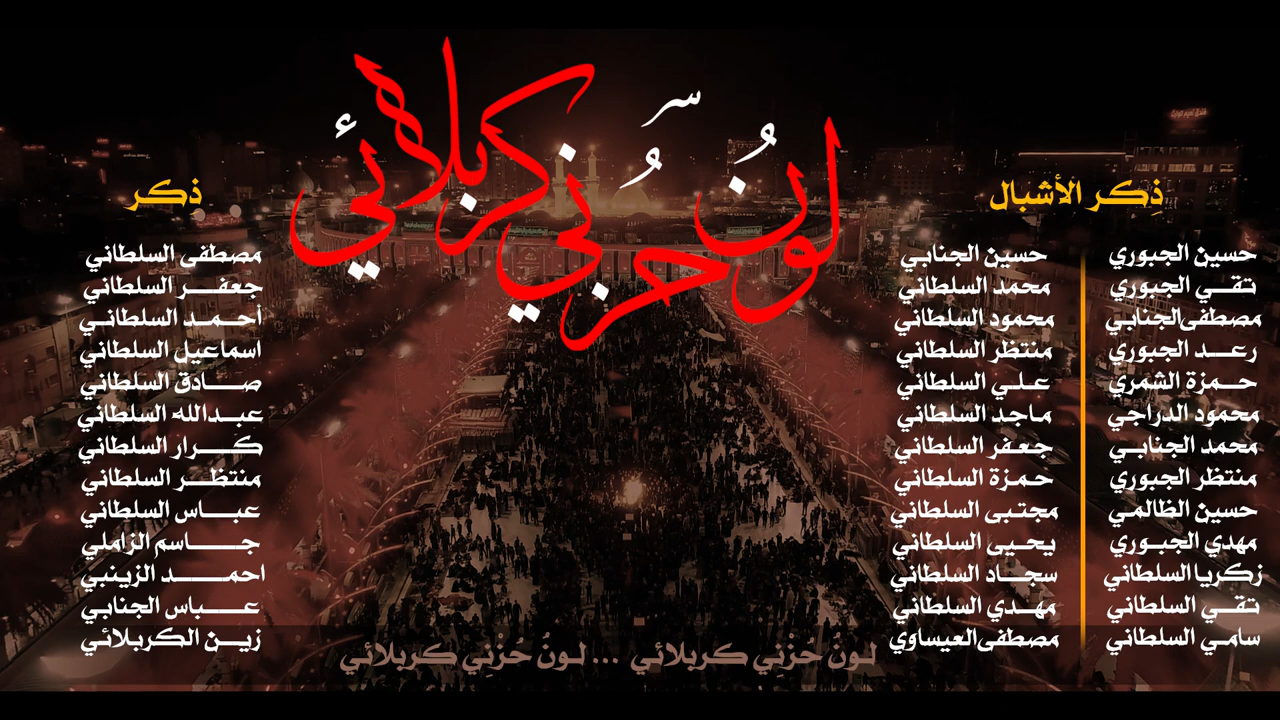 لونُ حُزْني كربلائي
ذِكر الأشبال
حسين الجبوري
تقي الجبوري
مصطفى الجنابي
رعد الجبوري
حمزة الشمري
محمود الدراجي
محمد الجنابي
منتظر الجبوري
حسين الظالمي
مهدي الجبوري
زكريا السلطاني
تقي السلطاني
سامي السلطاني
حسين الجنابي
محمد السلطاني
محمود السلطاني
منتظر السلطاني
علي السلطاني
ماجد السلطاني
جعفر السلطاني
حمزة السلطاني
مجتبى السلطاني
يحيى السلطاني
سجاد السلطاني
مهدي السلطاني
مصطفى العيساوي
ذِكر
مصطفى السلطاني
جعفر السلطاني
أحمد السلطاني
اسماعيل السلطاني
صادق السلطاني
عبدالله السلطاني
كرار السلطاني
منتظر السلطاني
عباس السلطاني
جاسم الزاملي
احمد الزينبي
عباس الجنابي
زين الكربلائي
لونُ حُزْنِي كربلائي ... لونُ حُزْنِي كربلائي